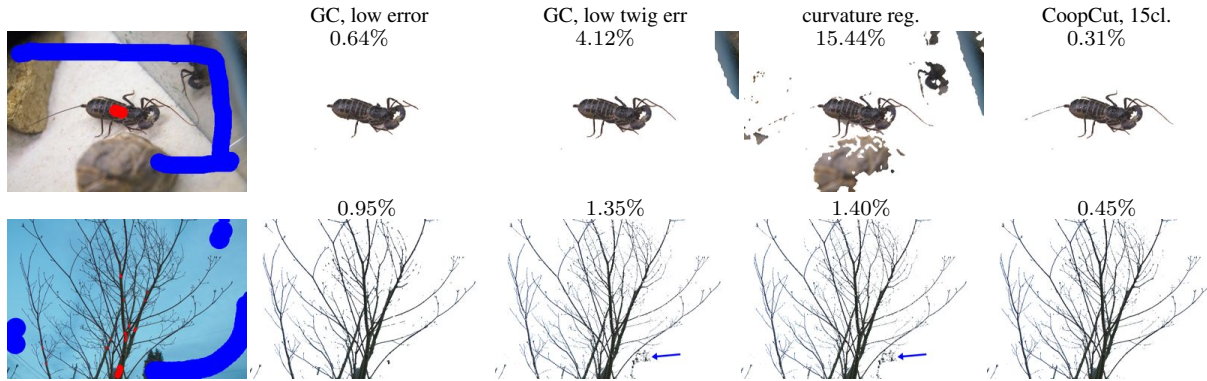 GC, low error GC, low twig err curvature reg. CoopCut, 15cl.
0.64% 4.12% 15.44% 0.31%
0.95% 1.35% 1.40% 0.45%